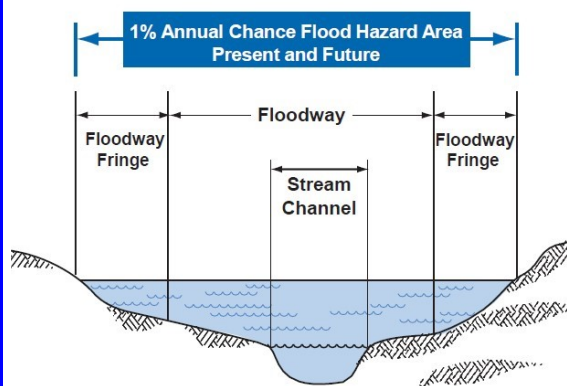 1% Annual Chance Flood Hazard Area
Present and Future
Floodway
Floodway
Fringe
Floodway
Fringe
Stream
Channel